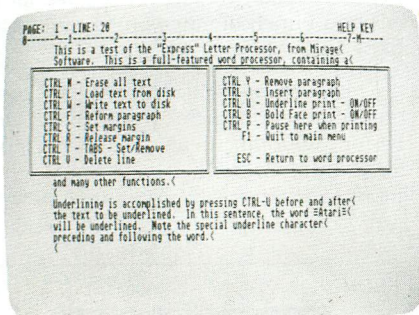 PAGE: 1 - LINE: 20 HELP KEY
0--------1---------2---------3---------4---------5---------6---------7-M----
This is a test of the "Express" Letter Processor, from Mirage(
Software. This is a full-featured word processor, containing a(
CTRL N - Erase all text
CTRL L - Load text from disk
CTRL W - Write text to disk
CTRL F - Reform paragraph
CTRL C - Set margins
CTRL R - Release margin
CTRL T - TABS - Set/Remove
CTRL V - Delete line
CTRL Y - Remove paragraph
CTRL J - Insert paragraph
CTRL U - Underline print - ON/OFF
CTRL B - Bold Face print - ON/OFF
CTRL P - Pause here when printing
F1 - Quit to main menu
ESC - Return to word processor
and many other functions.(
(
Underlining is accomplished by pressing CTRL-U before and after(
the text to be underlined. In this sentence, the word ΞAtariΞ(
will be underlined. Note the special underline character(
preceding and following the word.(
(